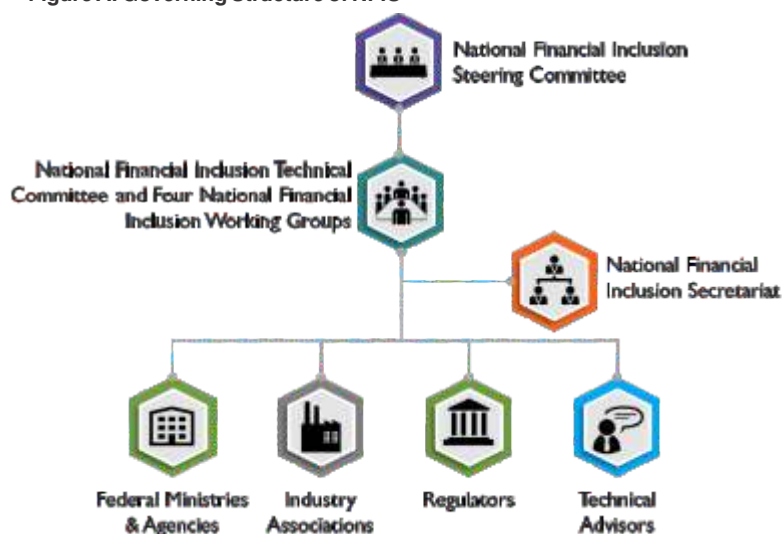 National Financial Inclusion
Steering Committee
National Financial Inclusion Technical
Committee and Four National Financial
Inclusion Working Groups
National Financial
Inclusion Secretariat
Federal Ministries
& Agencies
Industry
Associations
Regulators
Technical
Advisors